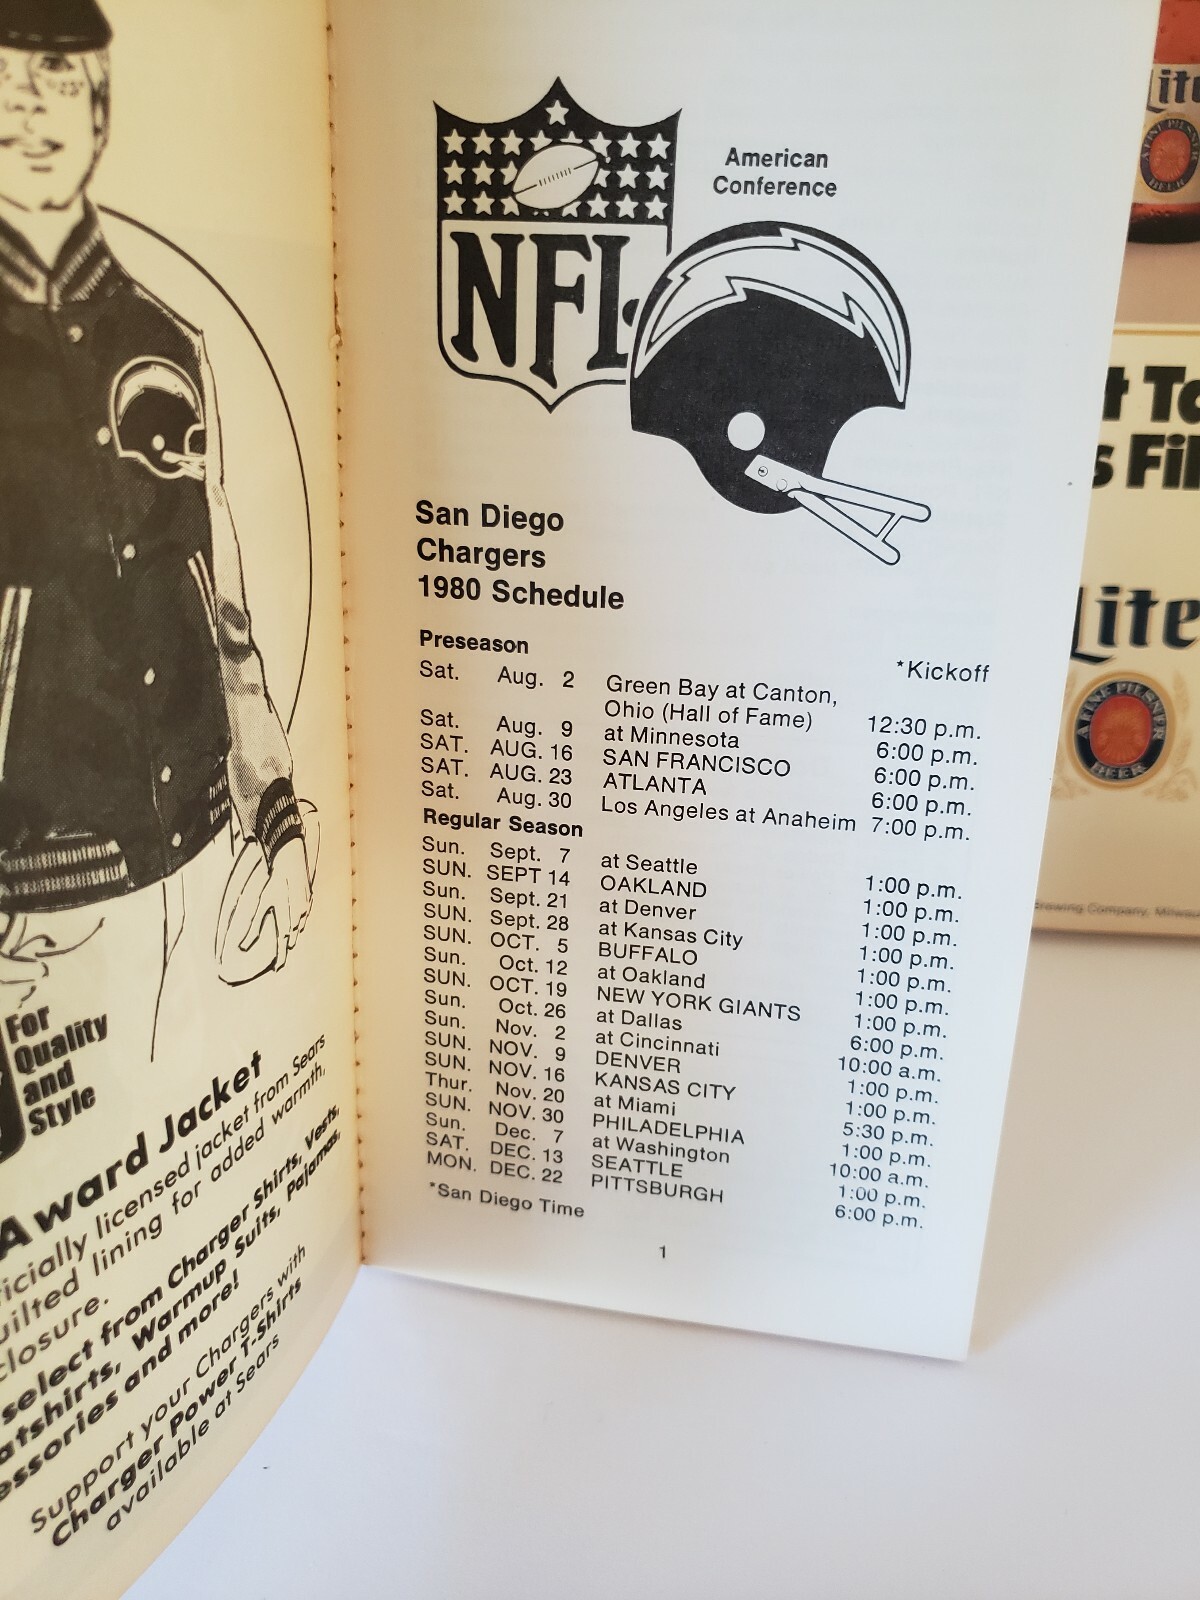 For
Quality
and
Style
Award Jacket
licensed jacket from Sears
lining for added warmth,
closure.
select from Charger Shirts, Vests,
Warmup Suits, Pajamas,
and more!
Support your Chargers with
Charger Power T-Shirts
available at Sears
NFL
American
Conference
San Diego
Chargers
1980 Schedule
Preseason *Kickoff
Sat. Aug. 2 Green Bay at Canton,
Ohio (Hall of Fame) 12:30 p.m.
Sat. Aug. 9 at Minnesota 6:00 p.m.
SAT. AUG. 16 SAN FRANCISCO 6:00 p.m.
SAT. AUG. 23 ATLANTA 6:00 p.m.
Sat. Aug. 30 Los Angeles at Anaheim 7:00 p.m.
Regular Season
Sun. Sept. 7 at Seattle 1:00 p.m.
SUN. SEPT 14 OAKLAND 1:00 p.m.
Sun. Sept. 21 at Denver 1:00 p.m.
SUN. Sept. 28 at Kansas City 1:00 p.m.
SUN. OCT. 5 BUFFALO 1:00 p.m.
Sun. Oct. 12 at Oakland 1:00 p.m.
SUN. OCT. 19 NEW YORK GIANTS 1:00 p.m.
Sun. Oct. 26 at Dallas 6:00 p.m.
Sun. Nov. 2 at Cincinnati 10:00 a.m.
SUN. NOV. 9 DENVER 1:00 p.m.
SUN. NOV. 16 KANSAS CITY 1:00 p.m.
Thur. Nov. 20 at Miami 5:30 p.m.
SUN. NOV. 30 PHILADELPHIA 1:00 p.m.
Sun. Dec. 7 at Washington 10:00 a.m.
SAT. DEC. 13 SEATTLE 1:00 p.m.
MON. DEC. 22 PITTSBURGH 6:00 p.m.
*San Diego Time
1
Lite
A FINE PILSNER
BEER
Lite
A FINE PILSNER
BEER
Brewing Company,